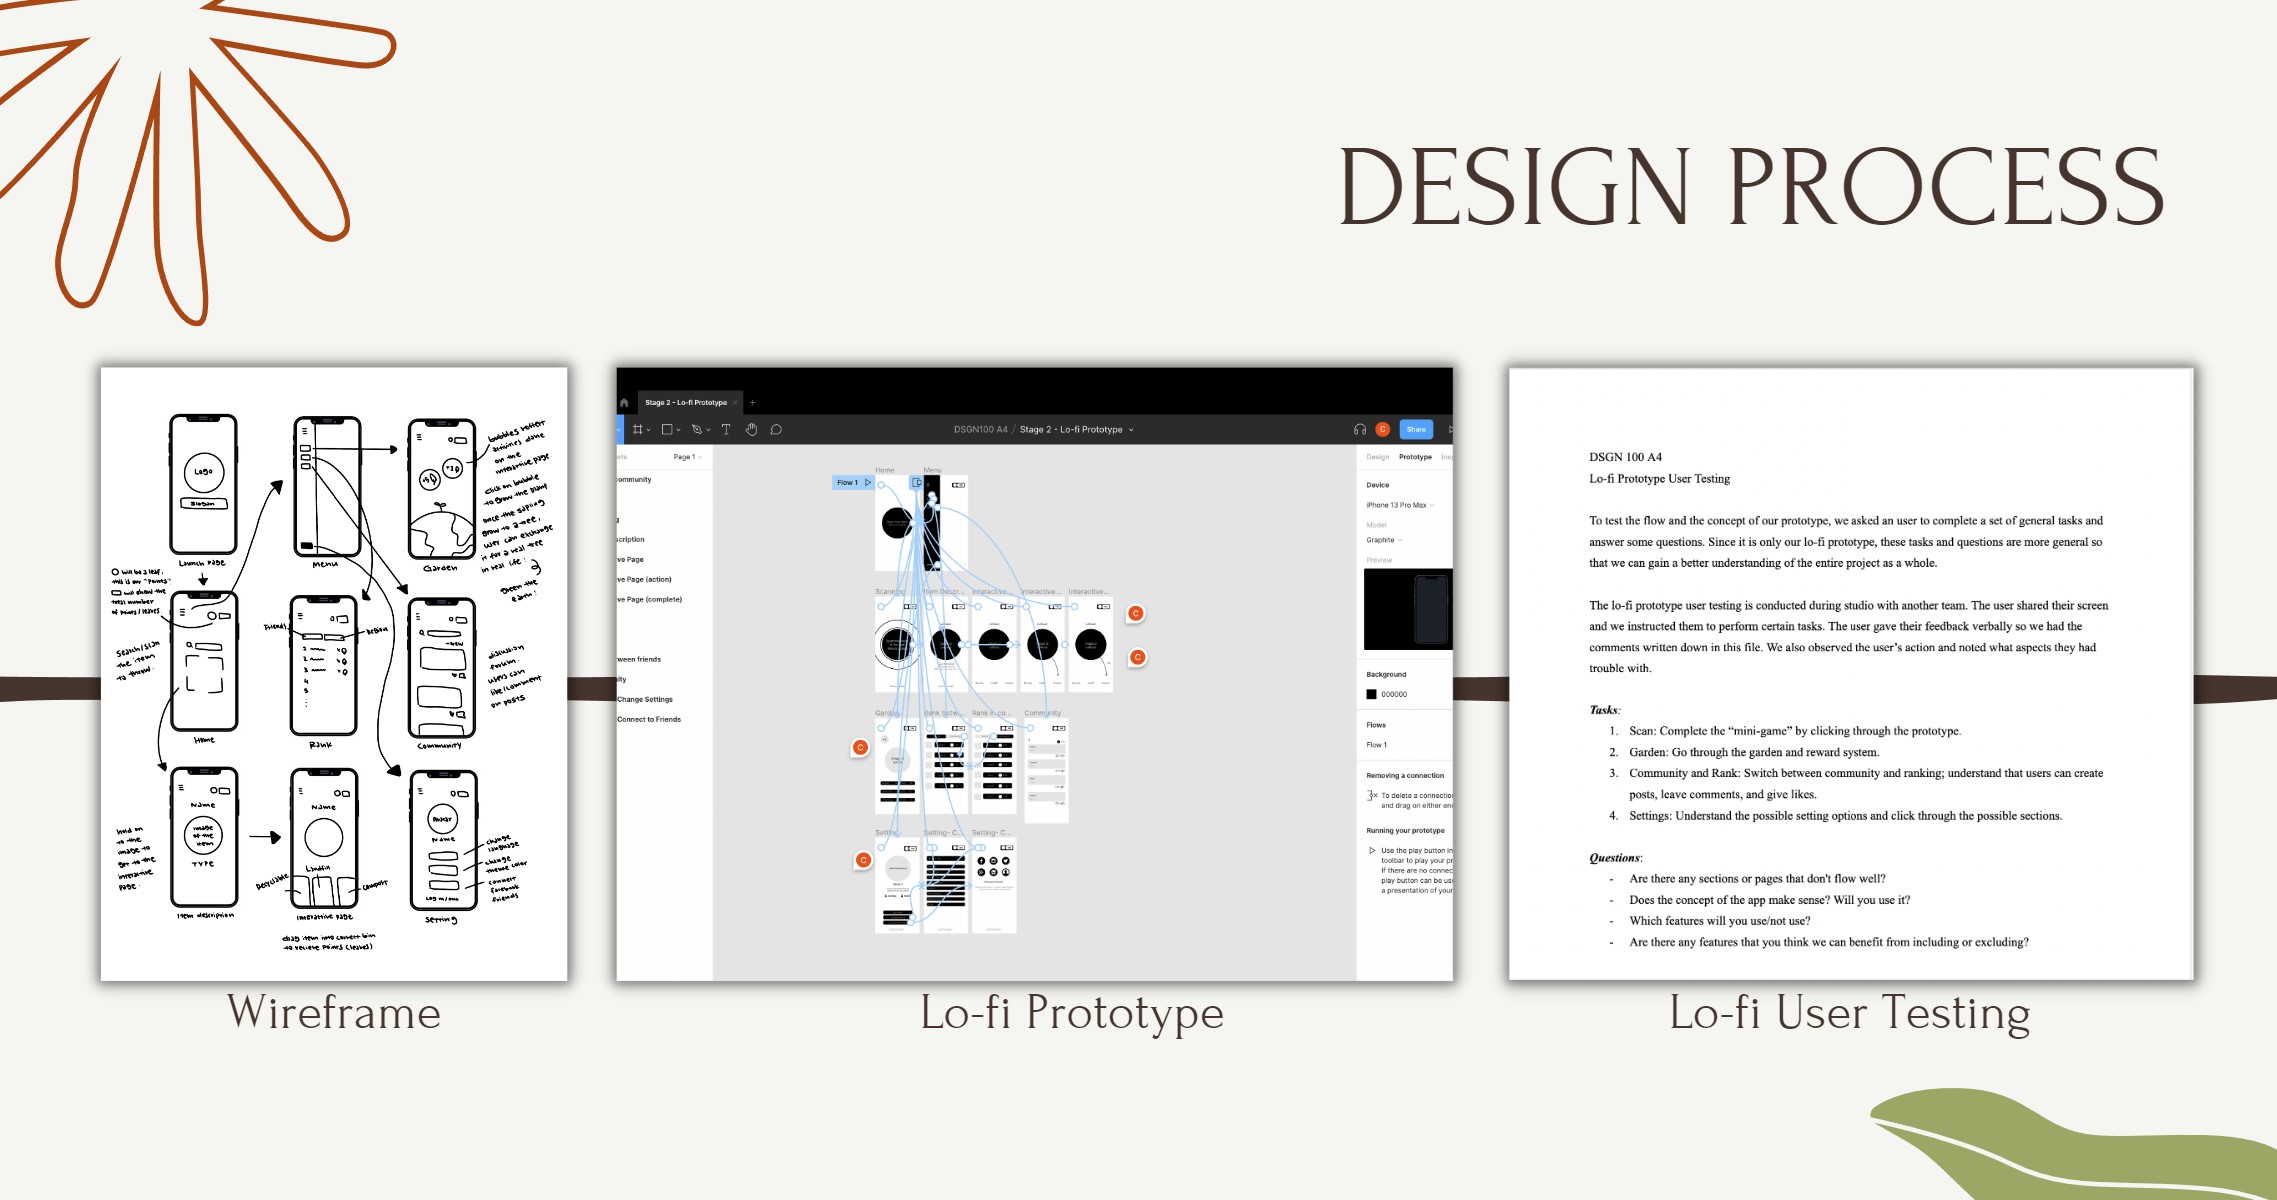 DESIGN PROCESS
Logo
Slogan
Launch Page
Menu
Garden
bubbles reflect
activities done
on the
interactive page
click on bubble
to grow the plant.
once the sapling
grow to a tree,
user can exchange
it for a real tree
in real life!
Green the
earth!
will be a leaf,
this is our "points"
will show the
total number
of points/leaves
Search/scan
the item
to throw.
Home
Friends
Region
1
2
3
4
5
Rank
NEW
discussion
forum.
users can
like/comment
on posts
Community
Name
image
of the
item
TYPE
hold on
to the
image to
get to the
interactive
page.
Item description
Name
Landfill
Recyclable
Compost
Interactive page
drag item into correct bin
to recieve points (leaves)
Avatar
Name
Log in/out
change
language
change
theme color
connect
facebook
friends
Setting
Wireframe
Stage 2 - Lo-fi Prototype
DSGN100 A4 / Stage 2 - Lo-fi Prototype
C
Share
ets
Page 1
ommunity
g
scription
ve Page
ve Page (action)
ve Page (complete)
ween friends
ity
Change Settings
Connect to Friends
Home
Menu
Flow 1
Scanning
Item Descr...
Interactive...
Interactive...
Interactive...
C
C
Garden
Rank betw...
Rank in co...
Community
C
Setting
Setting- C...
Setting- C...
C
Design
Prototype
Ins
Device
iPhone 13 Pro Max
Model
Graphite
Preview
Background
000000
Flows
Flow 1
Removing a connection
To delete a connection
and drag on either en
Running your prototype
Use the play button in
toolbar to play your pr
If there are no connec
play button can be us
a presentation of your
Lo-fi Prototype
DSGN 100 A4
Lo-fi Prototype User Testing
To test the flow and the concept of our prototype, we asked an user to complete a set of general tasks and
answer some questions. Since it is only our lo-fi prototype, these tasks and questions are more general so
that we can gain a better understanding of the entire project as a whole.
The lo-fi prototype user testing is conducted during studio with another team. The user shared their screen
and we instructed them to perform certain tasks. The user gave their feedback verbally so we had the
comments written down in this file. We also observed the user's action and noted what aspects they had
trouble with.
Tasks:
1. Scan: Complete the “mini-game” by clicking through the prototype.
2. Garden: Go through the garden and reward system.
3. Community and Rank: Switch between community and ranking; understand that users can create
posts, leave comments, and give likes.
4. Settings: Understand the possible setting options and click through the possible sections.
Questions:
- Are there any sections or pages that don't flow well?
- Does the concept of the app make sense? Will you use it?
- Which features will you use/not use?
- Are there any features that you think we can benefit from including or excluding?
Lo-fi User Testing